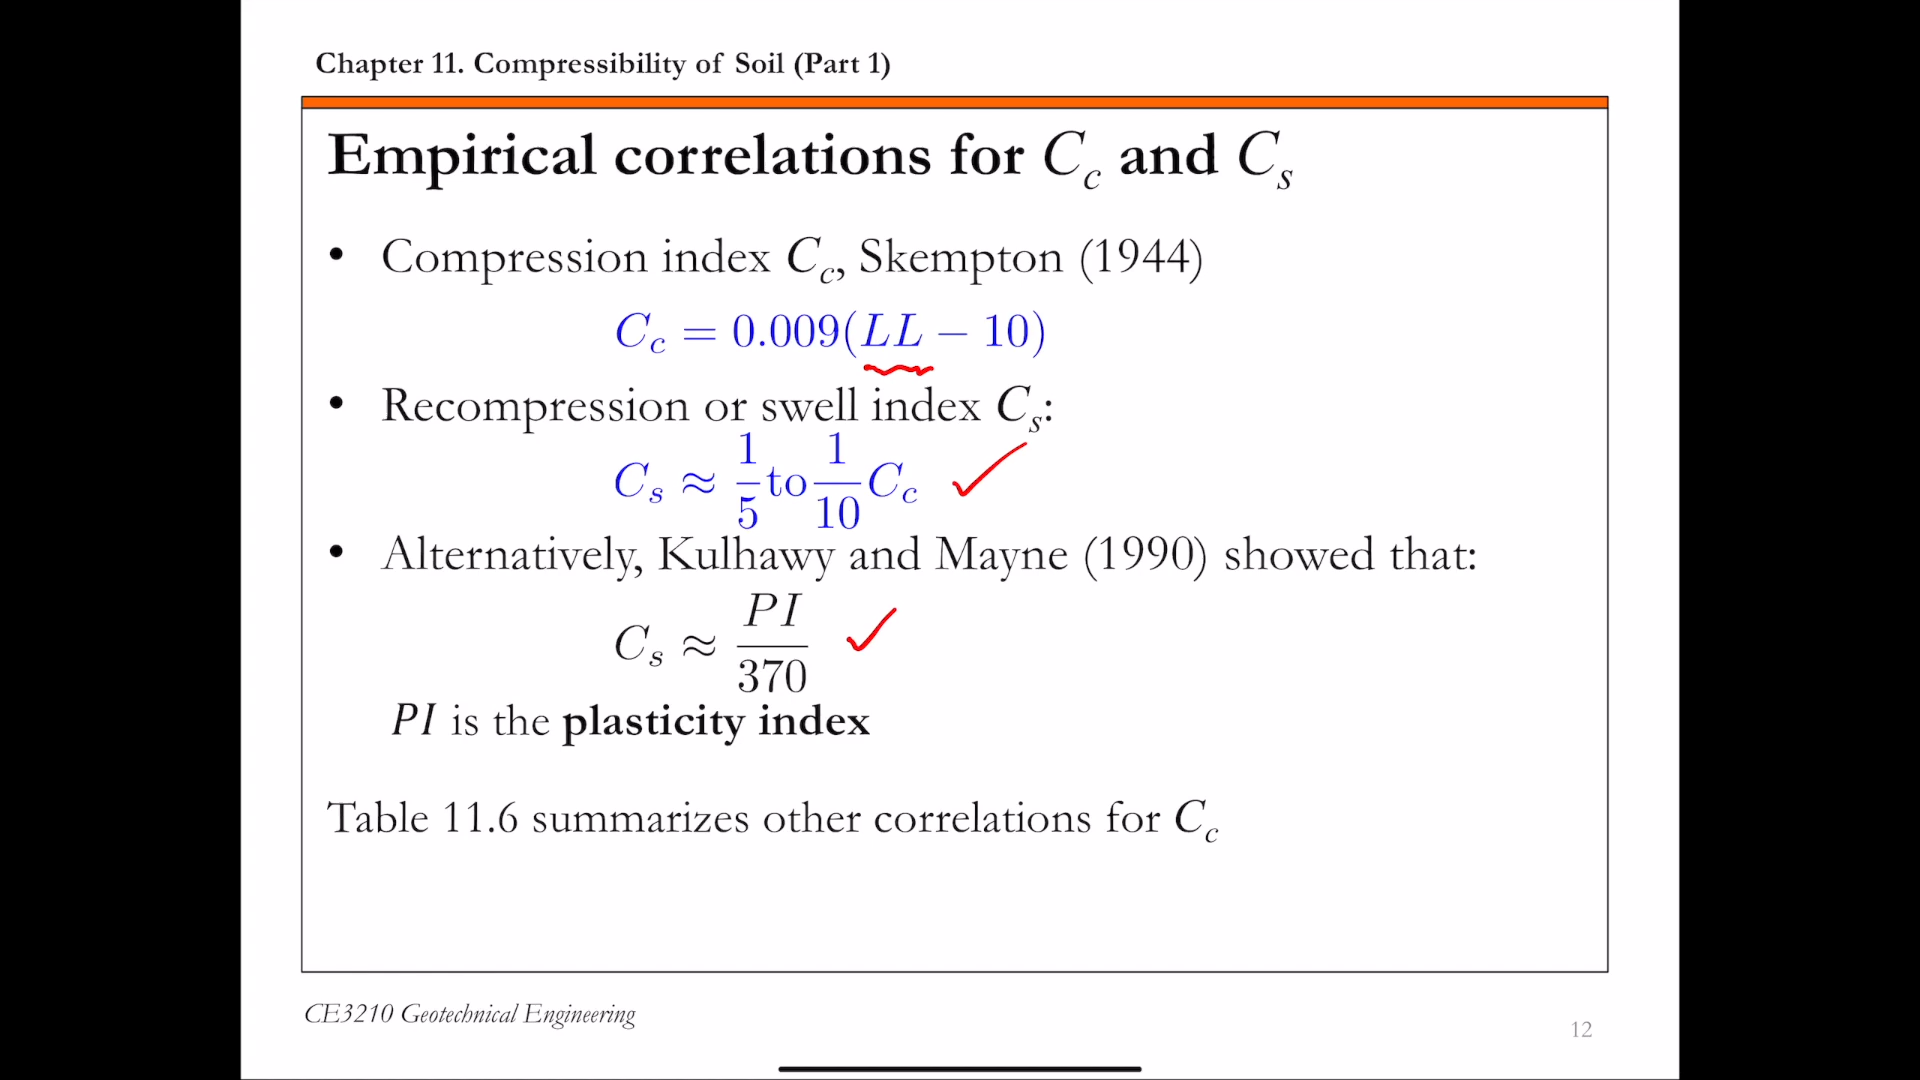 Chapter 11. Compressibility of Soil (Part 1)
Empirical correlations for C_c and C_s
• Compression index C_c, Skempton (1944)
C_c = 0.009(LL − 10)
• Recompression or swell index C_s:
C_s ≈ 1/5 to 1/10 C_c
• Alternatively, Kulhawy and Mayne (1990) showed that:
C_s ≈ PI/370
PI is the plasticity index
Table 11.6 summarizes other correlations for C_c
CE3210 Geotechnical Engineering
12